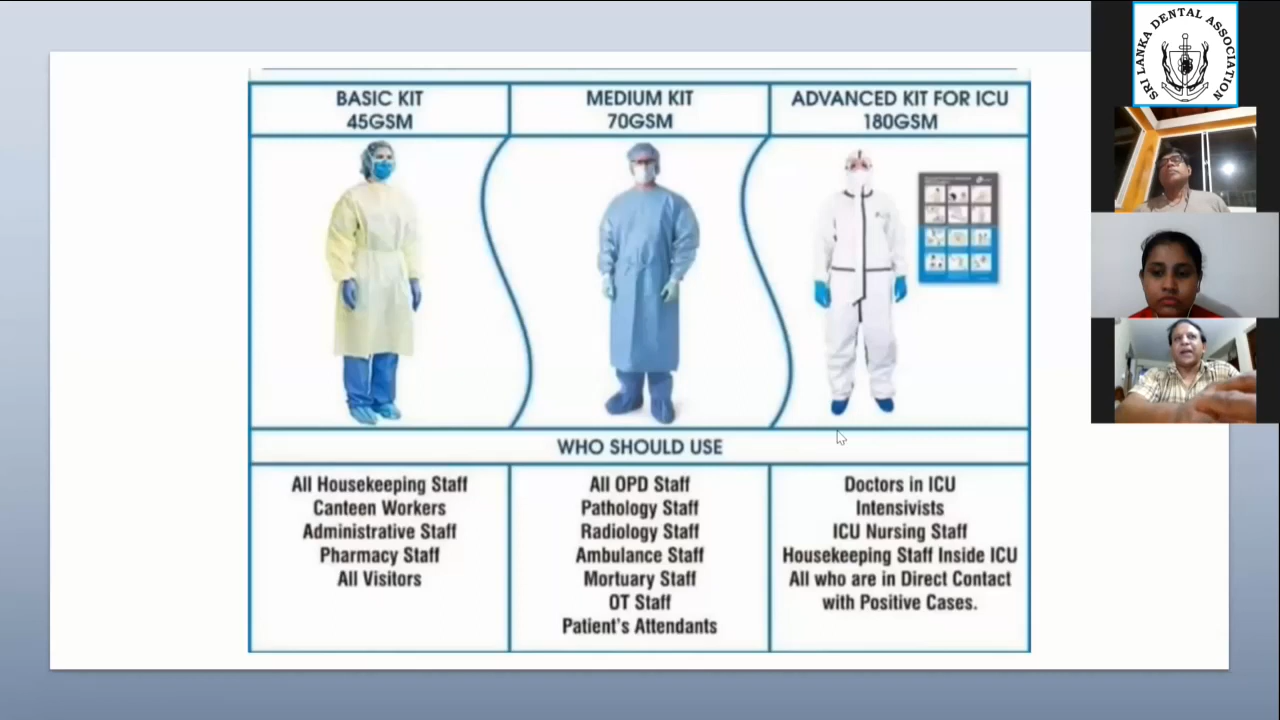 BASIC KIT
45GSM
MEDIUM KIT
70GSM
ADVANCED KIT FOR ICU
180GSM
WHO SHOULD USE
All Housekeeping Staff
Canteen Workers
Administrative Staff
Pharmacy Staff
All Visitors
All OPD Staff
Pathology Staff
Radiology Staff
Ambulance Staff
Mortuary Staff
OT Staff
Patient's Attendants
Doctors in ICU
Intensivists
ICU Nursing Staff
Housekeeping Staff Inside ICU
All who are in Direct Contact
with Positive Cases.
SRI LANKA DENTAL ASSOCIATION